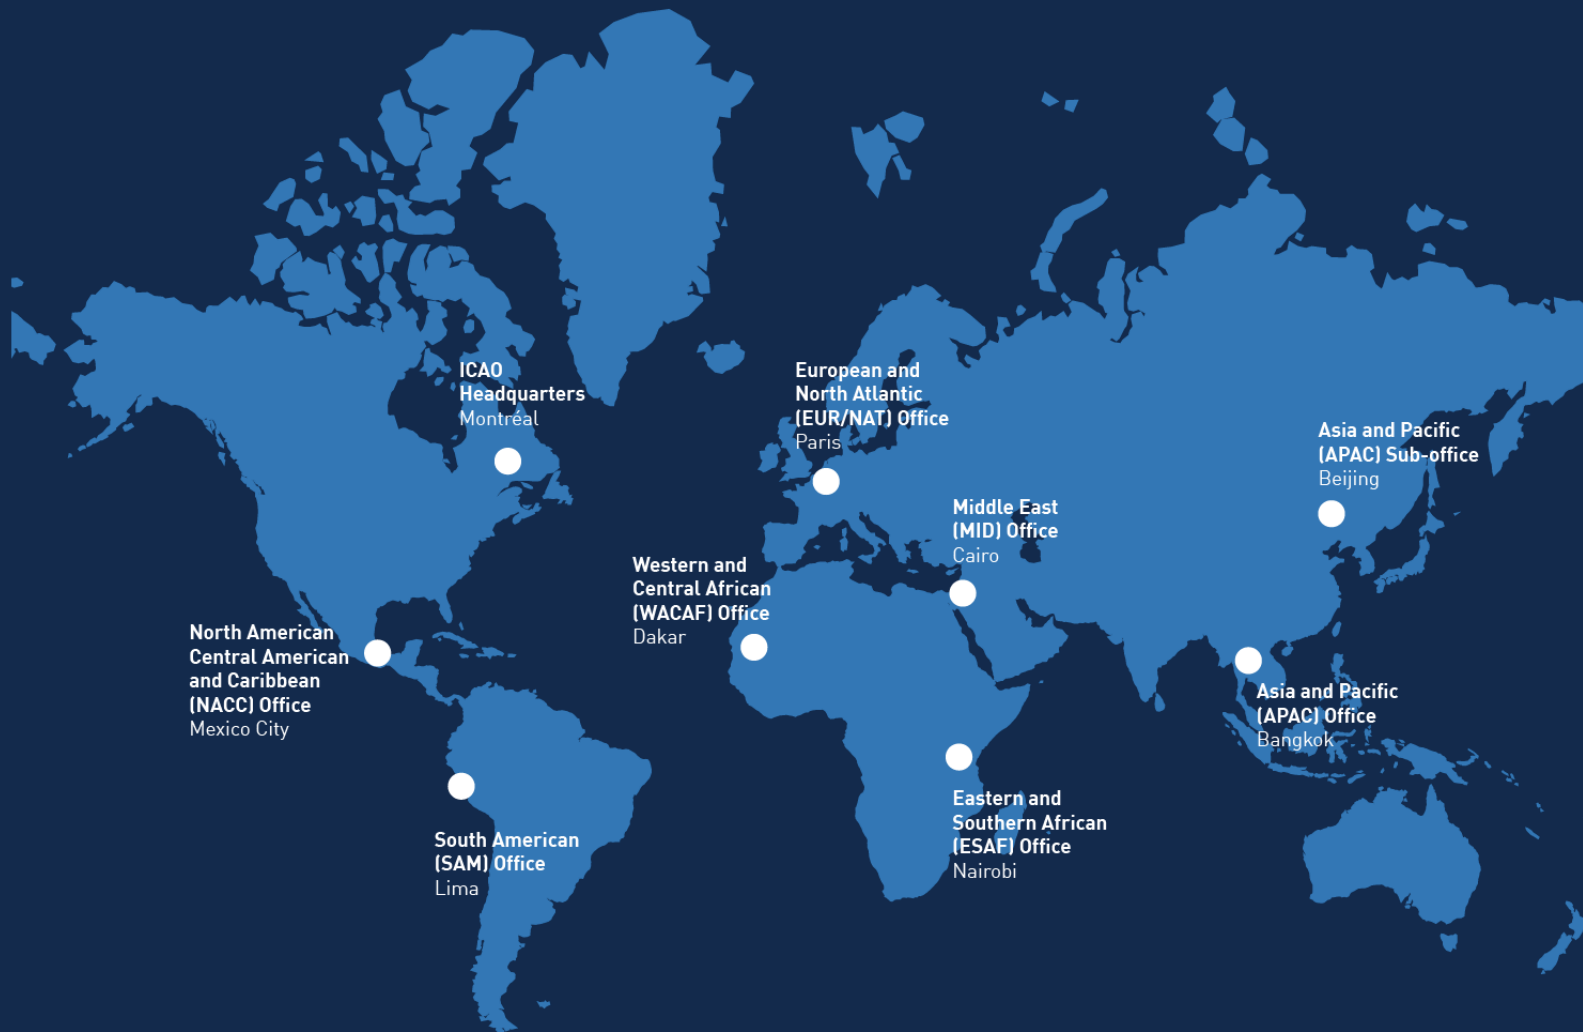 ICAO
Headquarters
Montréal
European and
North Atlantic
(EUR/NAT) Office
Paris
Asia and Pacific
(APAC) Sub-office
Beijing
Middle East
(MID) Office
Cairo
Western and
Central African
(WACAF) Office
Dakar
North American
Central American
and Caribbean
(NACC) Office
Mexico City
Asia and Pacific
(APAC) Office
Bangkok
Eastern and
Southern African
(ESAF) Office
Nairobi
South American
(SAM) Office
Lima